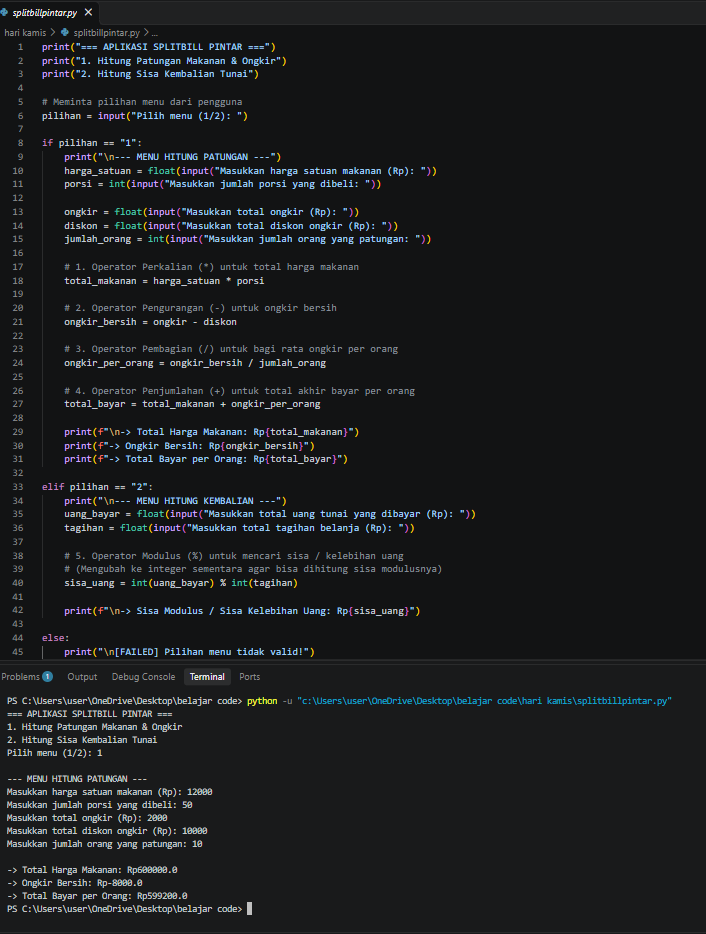 splitbillpintar.py
hari kamis > splitbillpintar.py > ...
1 print("=== APLIKASI SPLITBILL PINTAR ===")
2 print("1. Hitung Patungan Makanan & Ongkir")
3 print("2. Hitung Sisa Kembalian Tunai")
4
5 # Meminta pilihan menu dari pengguna
6 pilihan = input("Pilih menu (1/2): ")
7
8 if pilihan == "1":
9     print("\n--- MENU HITUNG PATUNGAN ---")
10     harga_satuan = float(input("Masukkan harga satuan makanan (Rp): "))
11     porsi = int(input("Masukkan jumlah porsi yang dibeli: "))
12
13     ongkir = float(input("Masukkan total ongkir (Rp): "))
14     diskon = float(input("Masukkan total diskon ongkir (Rp): "))
15     jumlah_orang = int(input("Masukkan jumlah orang yang patungan: "))
16
17     # 1. Operator Perkalian (*) untuk total harga makanan
18     total_makanan = harga_satuan * porsi
19
20     # 2. Operator Pengurangan (-) untuk ongkir bersih
21     ongkir_bersih = ongkir - diskon
22
23     # 3. Operator Pembagian (/) untuk bagi rata ongkir per orang
24     ongkir_per_orang = ongkir_bersih / jumlah_orang
25
26     # 4. Operator Penjumlahan (+) untuk total akhir bayar per orang
27     total_bayar = total_makanan + ongkir_per_orang
28
29     print(f"\n-> Total Harga Makanan: Rp{total_makanan}")
30     print(f"-> Ongkir Bersih: Rp{ongkir_bersih}")
31     print(f"-> Total Bayar per Orang: Rp{total_bayar}")
32
33 elif pilihan == "2":
34     print("\n--- MENU HITUNG KEMBALIAN ---")
35     uang_bayar = float(input("Masukkan total uang tunai yang dibayar (Rp): "))
36     tagihan = float(input("Masukkan total tagihan belanja (Rp): "))
37
38     # 5. Operator Modulus (%) untuk mencari sisa / kelebihan uang
39     # (Mengubah ke integer sementara agar bisa dihitung sisa modulusnya)
40     sisa_uang = int(uang_bayar) % int(tagihan)
41
42     print(f"\n-> Sisa Modulus / Sisa Kelebihan Uang: Rp{sisa_uang}")
43
44 else:
45     print("\n[FAILED] Pilihan menu tidak valid!")
Problems 1 Output Debug Console Terminal Ports
PS C:\Users\user\OneDrive\Desktop\belajar code> python -u "c:\Users\user\OneDrive\Desktop\belajar code\hari kamis\splitbillpintar.py"
=== APLIKASI SPLITBILL PINTAR ===
1. Hitung Patungan Makanan & Ongkir
2. Hitung Sisa Kembalian Tunai
Pilih menu (1/2): 1

--- MENU HITUNG PATUNGAN ---
Masukkan harga satuan makanan (Rp): 12000
Masukkan jumlah porsi yang dibeli: 50
Masukkan total ongkir (Rp): 2000
Masukkan total diskon ongkir (Rp): 10000
Masukkan jumlah orang yang patungan: 10

-> Total Harga Makanan: Rp600000.0
-> Ongkir Bersih: Rp-8000.0
-> Total Bayar per Orang: Rp599200.0
PS C:\Users\user\OneDrive\Desktop\belajar code>